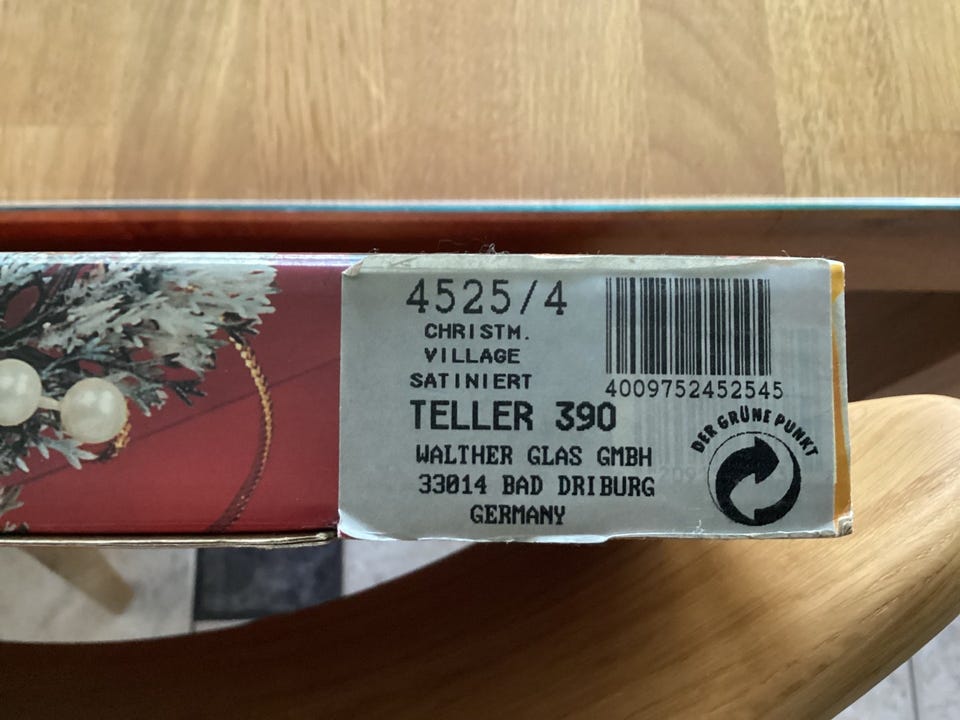 4525/4
CHRISTM.
VILLAGE
SATINIERT
TELLER 390
WALTHER GLAS GMBH
33014 BAD DRIBURG
GERMANY
4009752452545
DER GRÜNE PUNKT